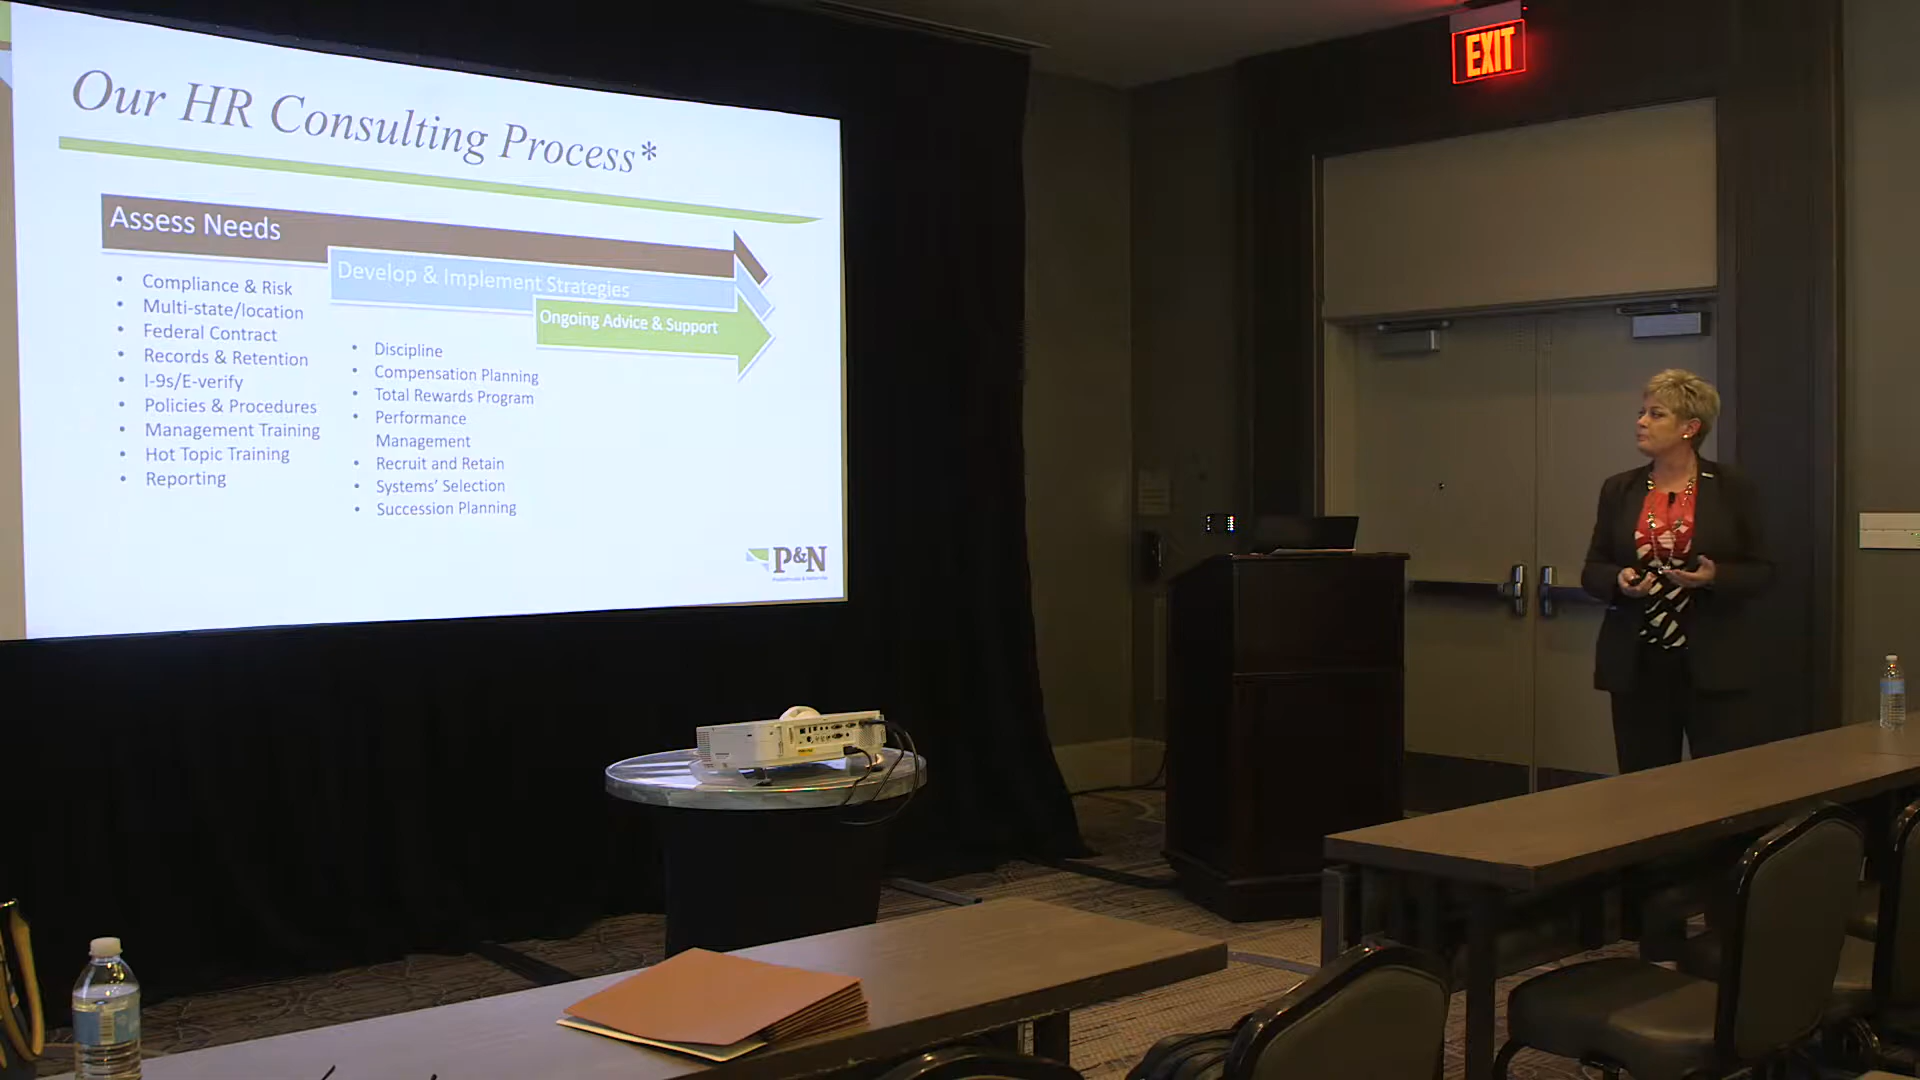 Our HR Consulting Process*
Assess Needs
Develop & Implement Strategies
Ongoing Advice & Support
• Compliance & Risk
• Multi-state/location
• Federal Contract
• Records & Retention
• I-9s/E-verify
• Policies & Procedures
• Management Training
• Hot Topic Training
• Reporting
• Discipline
• Compensation Planning
• Total Rewards Program
• Performance
Management
• Recruit and Retain
• Systems' Selection
• Succession Planning
P&N
EXIT